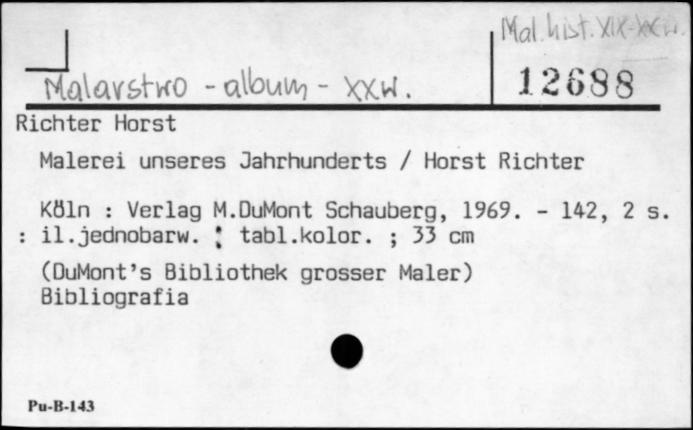 Mal. hist. XIX-XXw.
Malarstwo - album - XXw.
12688
Richter Horst
Malerei unseres Jahrhunderts / Horst Richter
Köln : Verlag M.DuMont Schauberg, 1969. - 142, 2 s.
: il.jednobarw. : tabl.kolor. ; 33 cm
(DuMont's Bibliothek grosser Maler)
Bibliografia
Pu-B-143